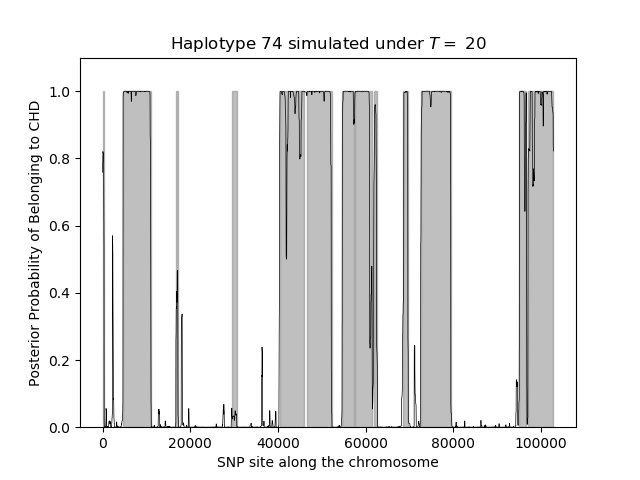 Haplotype 74 simulated under T = 20
Posterior Probability of Belonging to CHD
1.0
0.8
0.6
0.4
0.2
0.0
0 20000 40000 60000 80000 100000
SNP site along the chromosome